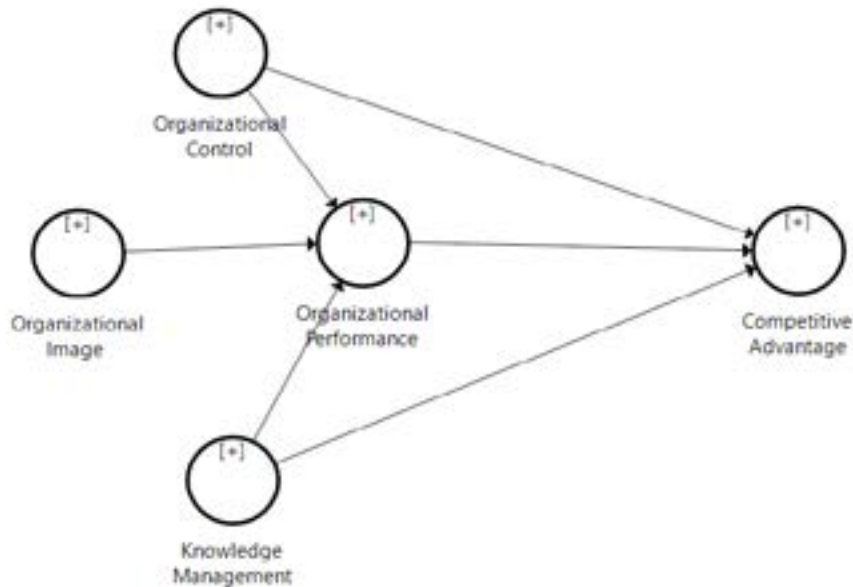 [+]
Organizational
Control
[+]
Organizational
Image
[+]
Organizational
Performance
[+]
Competitive
Advantage
[+]
Knowledge
Management